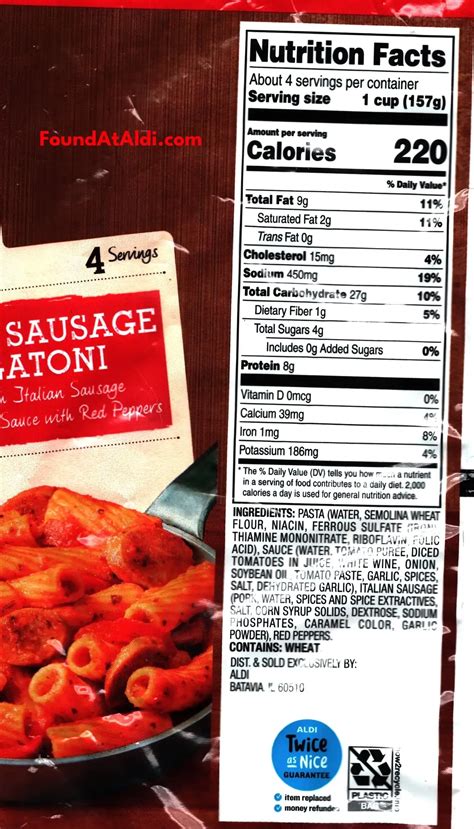 FoundAtAldi.com
4 Servings
SAUSAGE
GATONI
Italian Sausage
Sauce with Red Peppers
Nutrition Facts
About 4 servings per container
Serving size 1 cup (157g)
Amount per serving
Calories 220
% Daily Value*
Total Fat 9g 11%
Saturated Fat 2g 11%
Trans Fat 0g
Cholesterol 15mg 4%
Sodium 450mg 19%
Total Carbohydrate 27g 10%
Dietary Fiber 1g 5%
Total Sugars 4g
Includes 0g Added Sugars 0%
Protein 8g
Vitamin D 0mcg 0%
Calcium 39mg 4%
Iron 1mg 8%
Potassium 186mg 4%
* The % Daily Value (DV) tells you how much a nutrient
in a serving of food contributes to a daily diet. 2,000
calories a day is used for general nutrition advice.
INGREDIENTS: PASTA (WATER, SEMOLINA WHEAT
FLOUR, NIACIN, FERROUS SULFATE (IRON),
THIAMINE MONONITRATE, RIBOFLAVIN, FOLIC
ACID), SAUCE (WATER, TOMATO PUREE, DICED
TOMATOES IN JUICE, WHITE WINE, ONION,
SOYBEAN OIL, TOMATO PASTE, GARLIC, SPICES,
SALT, DEHYDRATED GARLIC), ITALIAN SAUSAGE
(PORK, WATER, SPICES AND SPICE EXTRACTIVES,
SALT, CORN SYRUP SOLIDS, DEXTROSE, SODIUM
PHOSPHATES, CARAMEL COLOR, GARLIC
POWDER), RED PEPPERS.
CONTAINS: WHEAT
DIST. & SOLD EXCLUSIVELY BY:
ALDI
BATAVIA IL 60510
ALDI
Twice
as Nice
GUARANTEE
item replaced
money refunded
PLASTIC
BAG
how2recycle.info